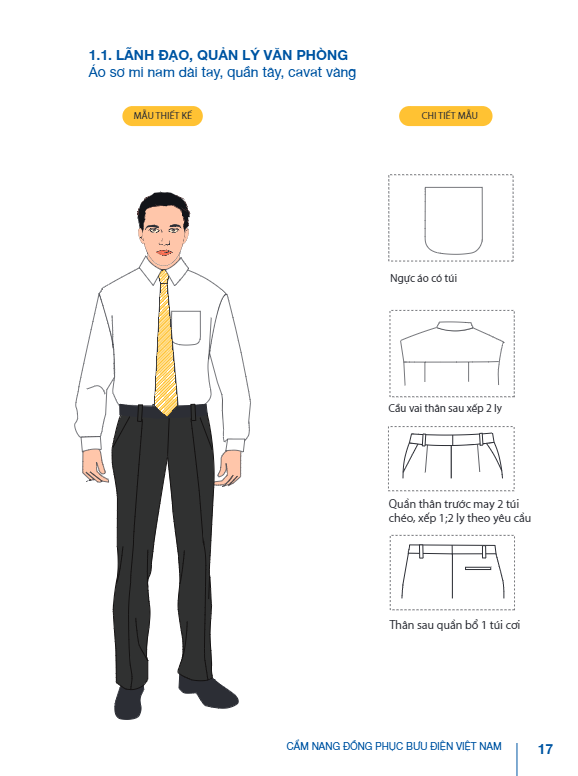 1.1. LÃNH ĐẠO, QUẢN LÝ VĂN PHÒNG
Áo sơ mi nam dài tay, quần tây, cavat vàng
MẪU THIẾT KẾ
CHI TIẾT MẪU
Ngực áo có túi
Cầu vai thân sau xếp 2 ly
Quần thân trước may 2 túi
chéo, xếp 1;2 ly theo yêu cầu
Thân sau quần bổ 1 túi cơi
CẨM NANG ĐỒNG PHỤC BƯU ĐIỆN VIỆT NAM
17